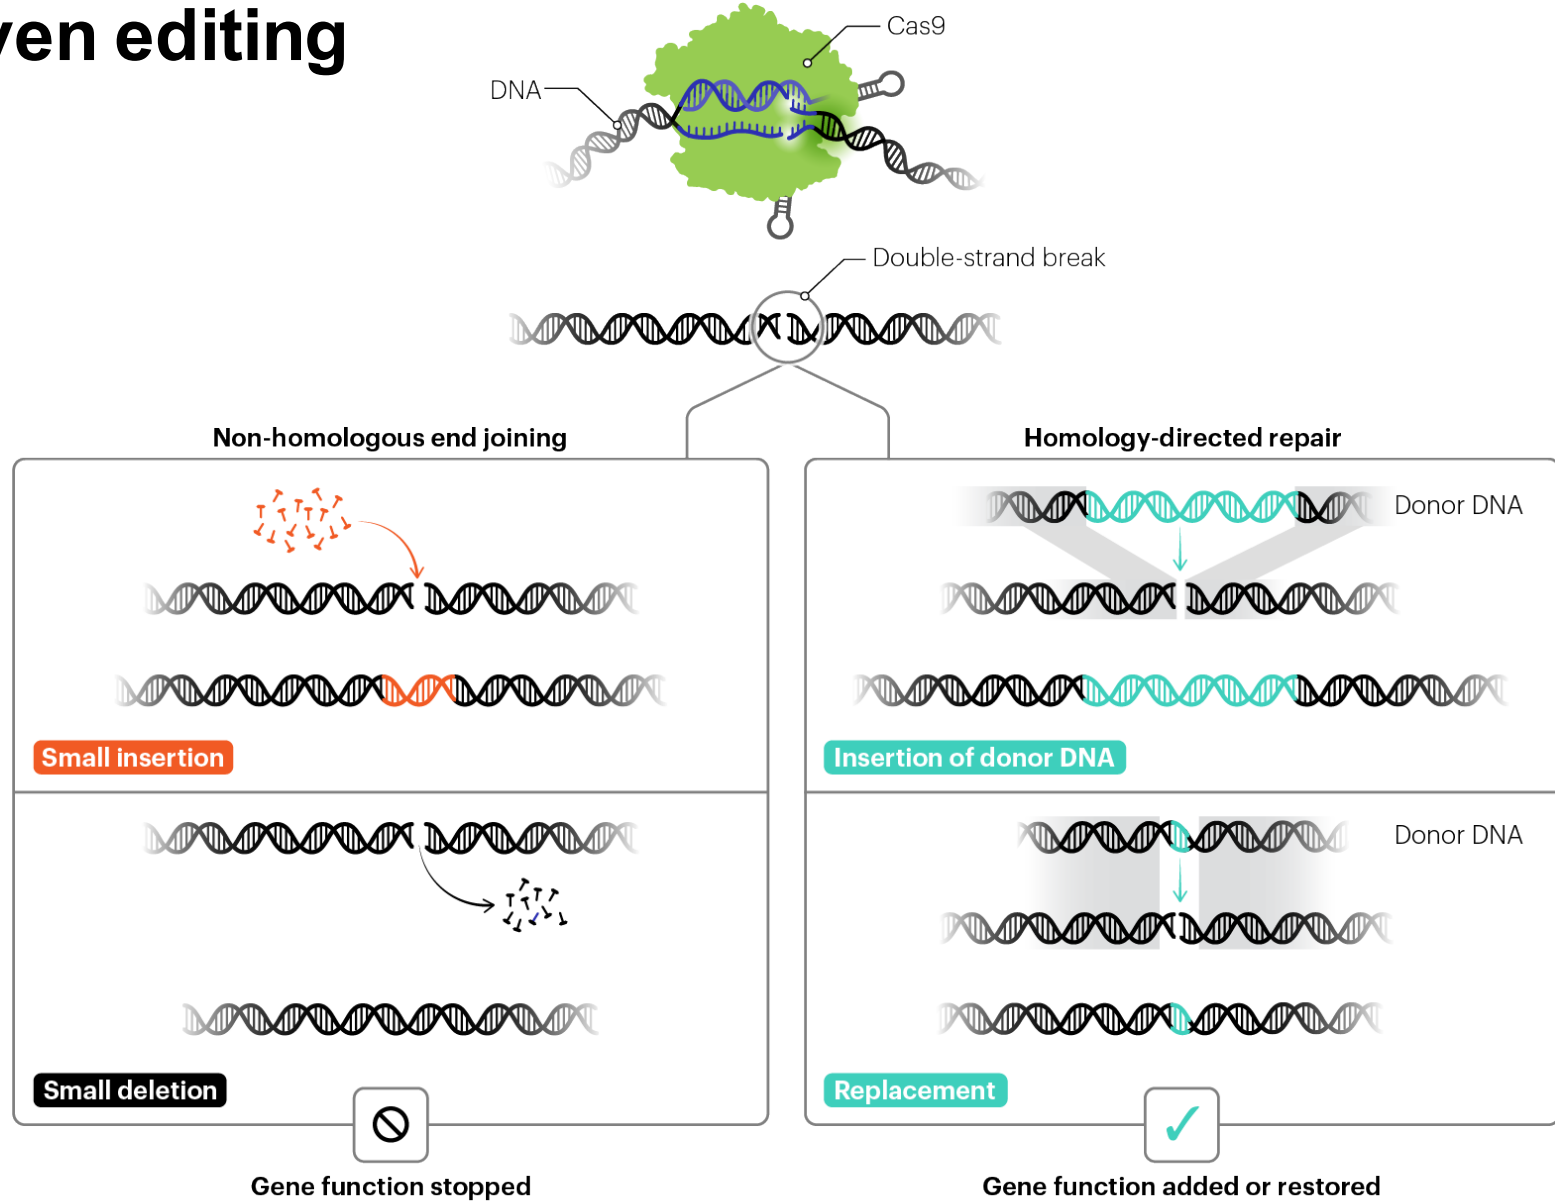 ven editing
Cas9
DNA
Double-strand break
Non-homologous end joining
Homology-directed repair
Donor DNA
Small insertion
Insertion of donor DNA
Donor DNA
Small deletion
Replacement
Gene function stopped
Gene function added or restored